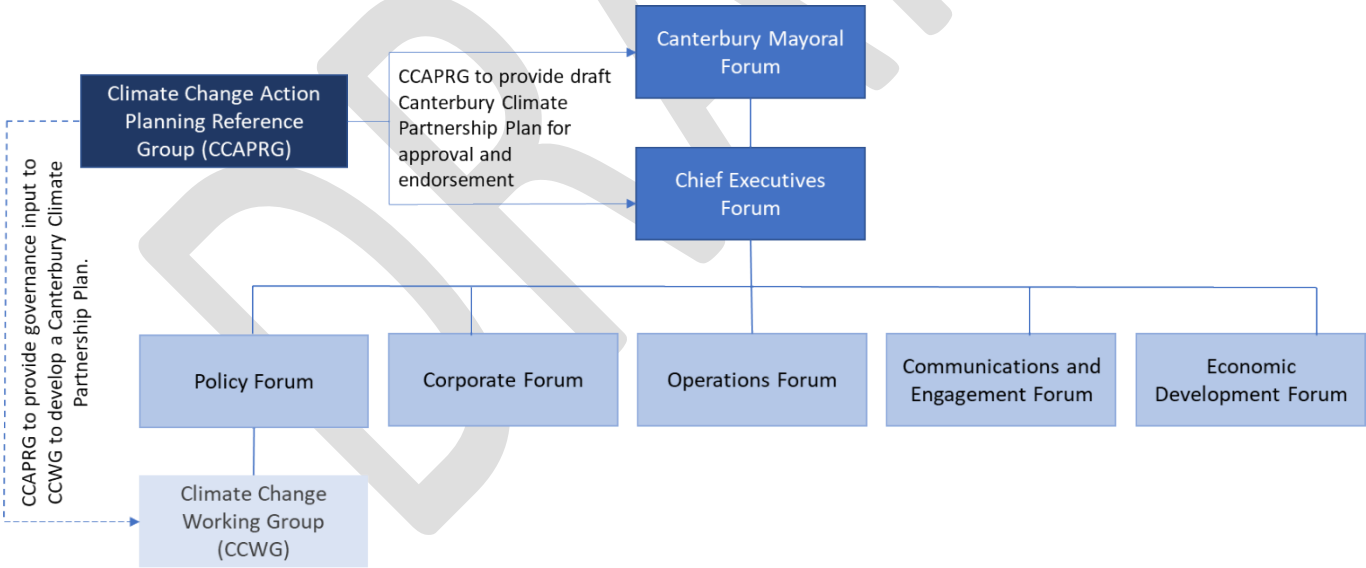 Canterbury Mayoral
Forum
Climate Change Action
Planning Reference
Group (CCAPRG)
CCAPRG to provide draft
Canterbury Climate
Partnership Plan for
approval and
endorsement
Chief Executives
Forum
CCAPRG to provide governance input to
CCWG to develop a Canterbury Climate
Partnership Plan.
Policy Forum
Corporate Forum
Operations Forum
Communications and
Engagement Forum
Economic
Development Forum
Climate Change
Working Group
(CCWG)
DRAFT